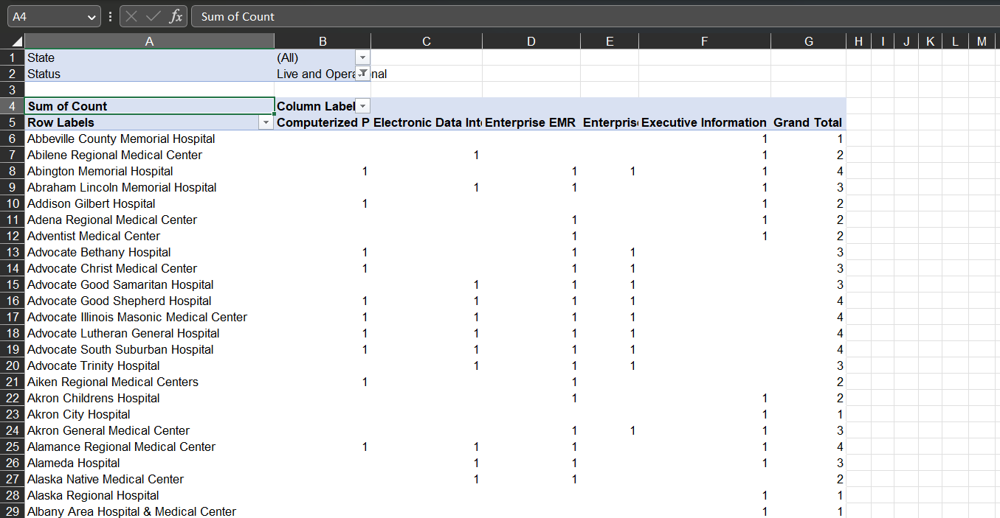 A4 fx Sum of Count
A B C D E F G H I J K L M
1 State (All)
2 Status Live and Opera nal
3
4 Sum of Count Column Label
5 Row Labels Computerized P Electronic Data Int Enterprise EMR Enterpris Executive Information Grand Total
6 Abbeville County Memorial Hospital 1 1
7 Abilene Regional Medical Center 1 1 2
8 Abington Memorial Hospital 1 1 1 1 4
9 Abraham Lincoln Memorial Hospital 1 1 1 3
10 Addison Gilbert Hospital 1 1 2
11 Adena Regional Medical Center 1 1 2
12 Adventist Medical Center 1 1 2
13 Advocate Bethany Hospital 1 1 1 3
14 Advocate Christ Medical Center 1 1 1 3
15 Advocate Good Samaritan Hospital 1 1 1 3
16 Advocate Good Shepherd Hospital 1 1 1 1 4
17 Advocate Illinois Masonic Medical Center 1 1 1 1 4
18 Advocate Lutheran General Hospital 1 1 1 1 4
19 Advocate South Suburban Hospital 1 1 1 1 4
20 Advocate Trinity Hospital 1 1 1 3
21 Aiken Regional Medical Centers 1 1 2
22 Akron Childrens Hospital 1 1 2
23 Akron City Hospital 1 1
24 Akron General Medical Center 1 1 1 3
25 Alamance Regional Medical Center 1 1 1 1 4
26 Alameda Hospital 1 1 1 3
27 Alaska Native Medical Center 1 1 2
28 Alaska Regional Hospital 1 1
29 Albany Area Hospital & Medical Center 1 1